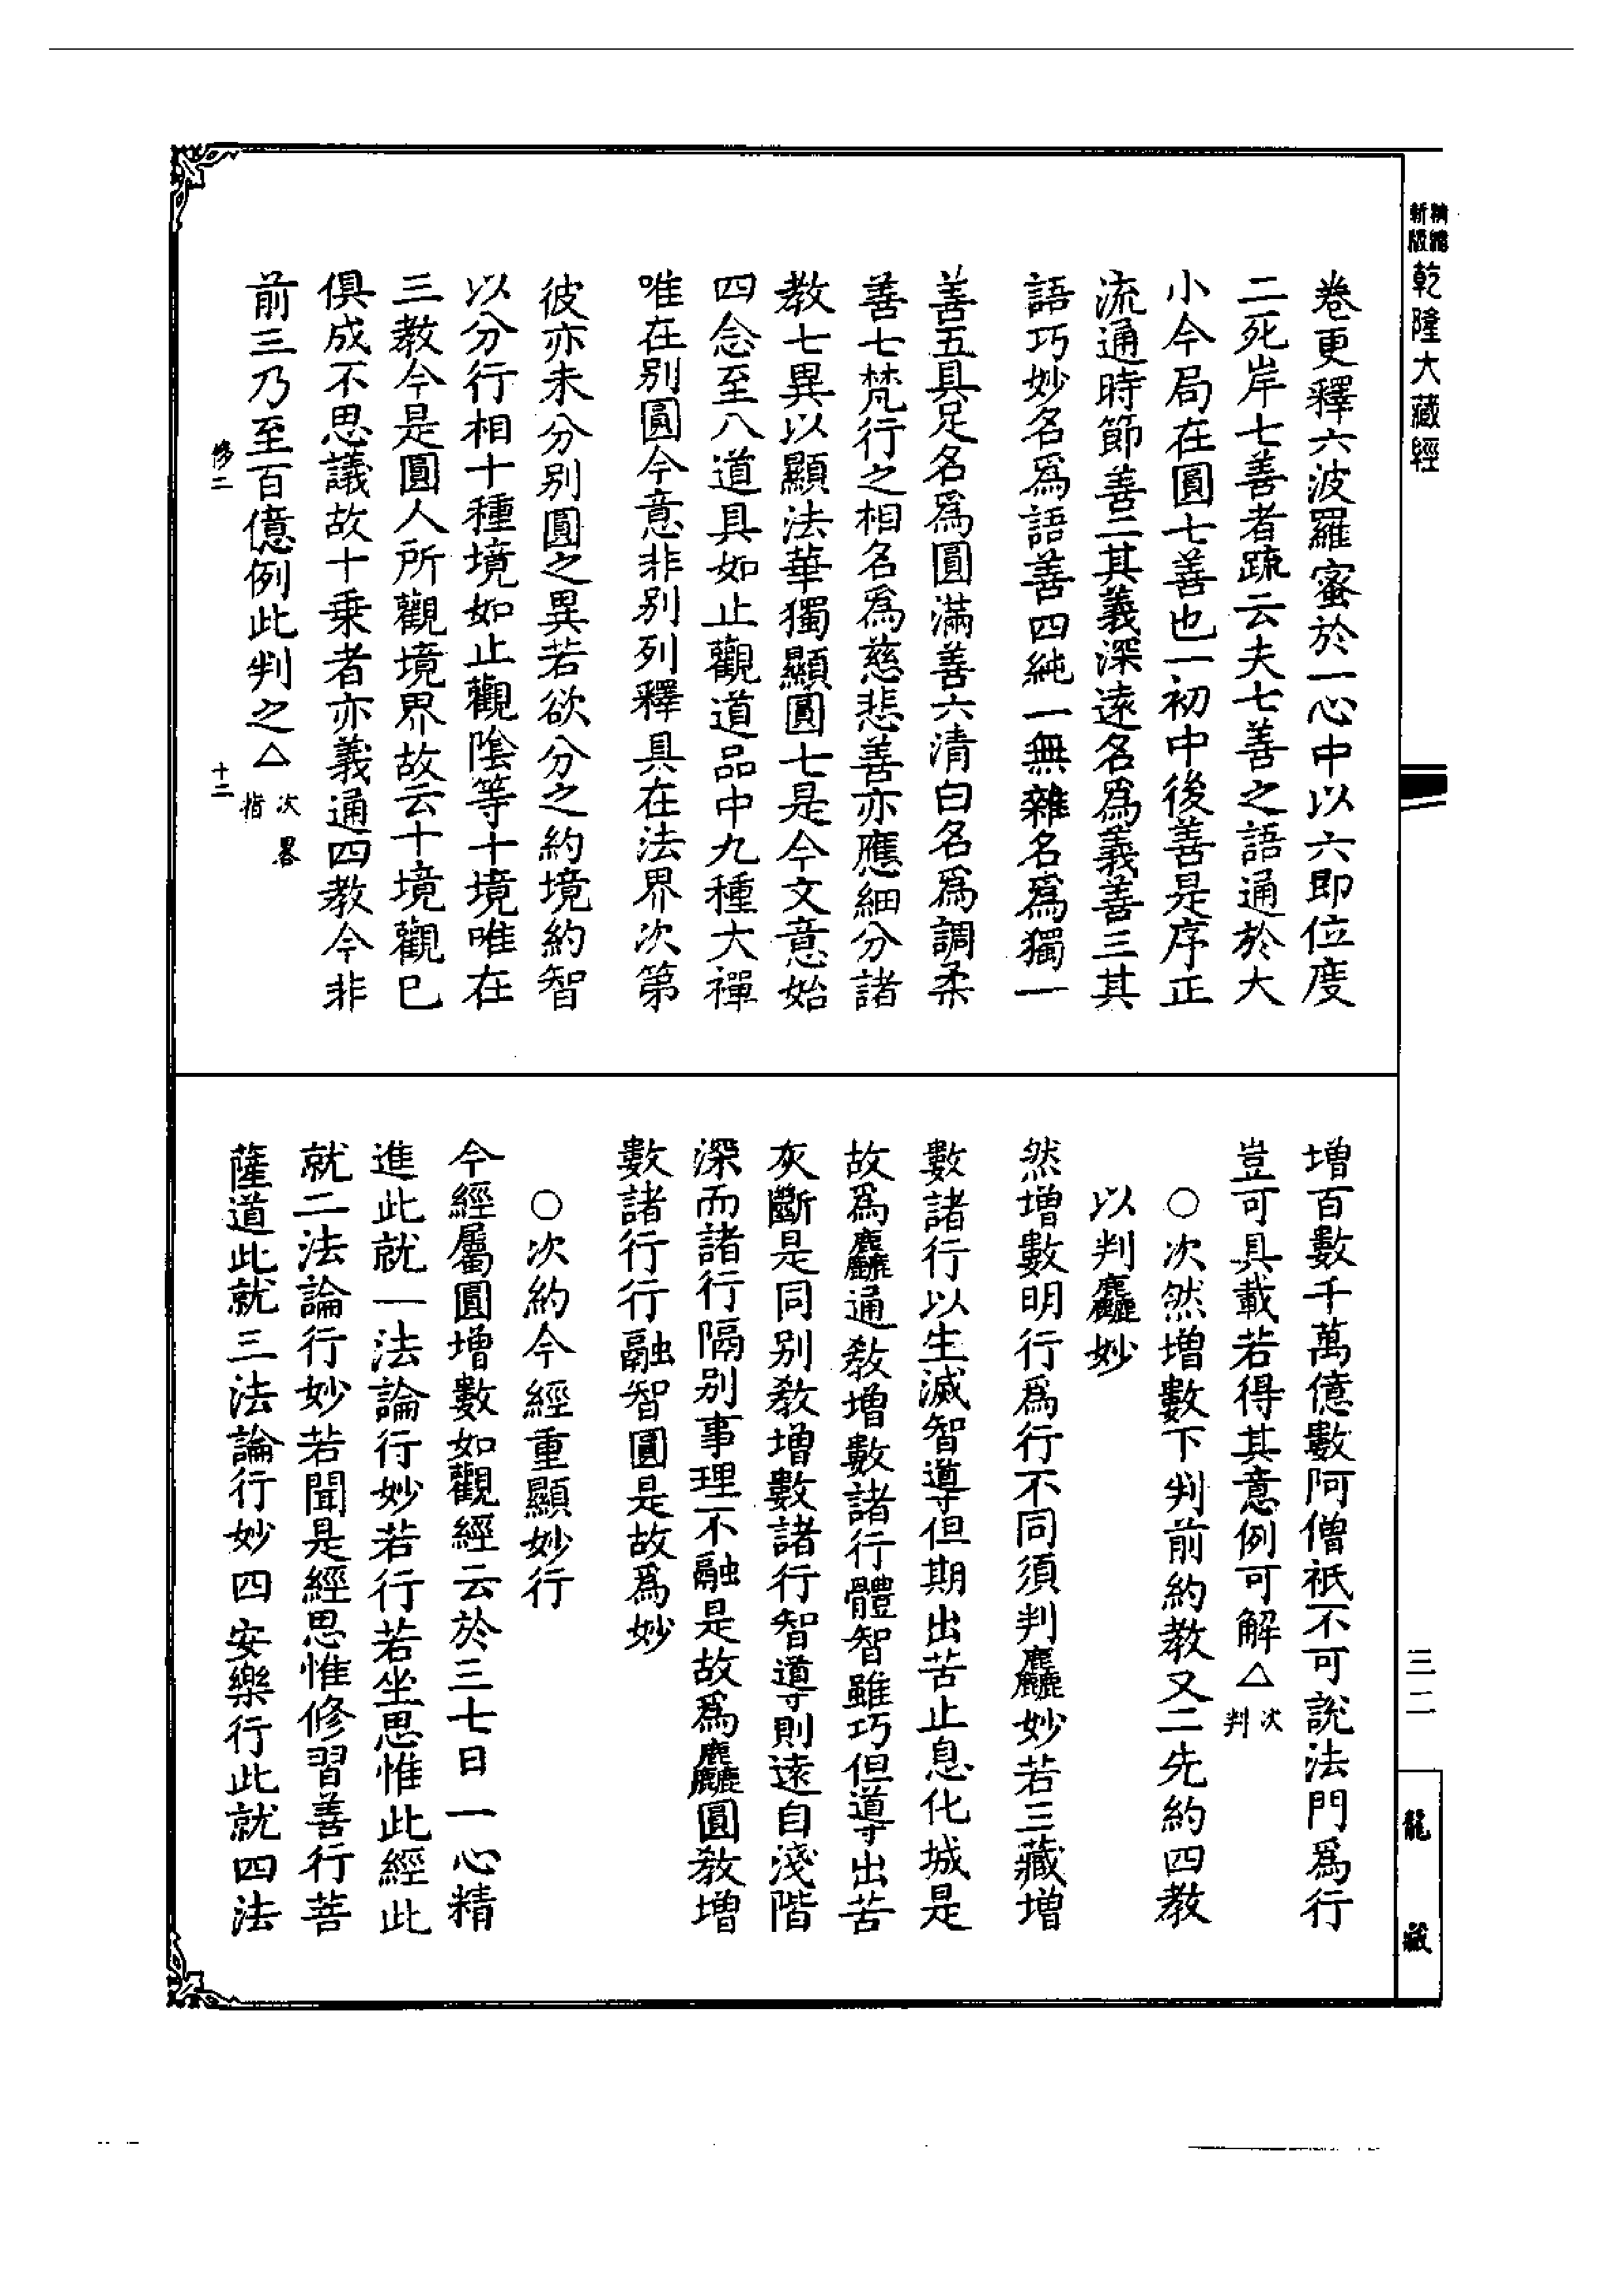 精縮
新版
乾隆大藏經
卷更釋六波羅蜜於一心中以六即位度
二死岸七善者疏云夫七善之語通於大
小今局在圓七善也一初中後善是序正
流通時節善二其義深遠名爲義善三其
語巧妙名爲語善四純一無雜名爲獨一
善五具足名爲圓滿善六清白名爲調柔
善七梵行之相名爲慈悲善亦應細分諸
教七異以顯法華獨顯圓七是今文意始
四念至八道具如止觀道品中九種大禪
唯在別圓今意非別列釋具在法界次第
彼亦未分別圓之異若欲分之約境約智
以分行相十種境如止觀陰等十境唯在
三教今是圓人所觀境界故云十境觀已
俱成不思議故十乘者亦義通四教今非
前三乃至百億例此判之△次畧指
修二
十二
增百數千萬億數阿僧祇不可說法門爲行
豈可具載若得其意例可解△次判
○次然增數下判前約教又二先約四教
以判麤妙
然增數明行爲行不同須判麤妙若三藏增
數諸行以生滅智導但期出苦止息化城是
故爲麤通教增數諸行體智雖巧但導出苦
灰斷是同別教增數諸行智導則遠自淺階
深而諸行隔別事理不融是故爲麤圓教增
數諸行行融智圓是故爲妙
○次約今經重顯妙行
今經屬圓增數如觀經云於三七日一心精
進此就一法論行妙若行若坐思惟此經此
就二法論行妙若聞是經思惟修習善行菩
薩道此就三法論行妙四安樂行此就四法
三二
龍
藏